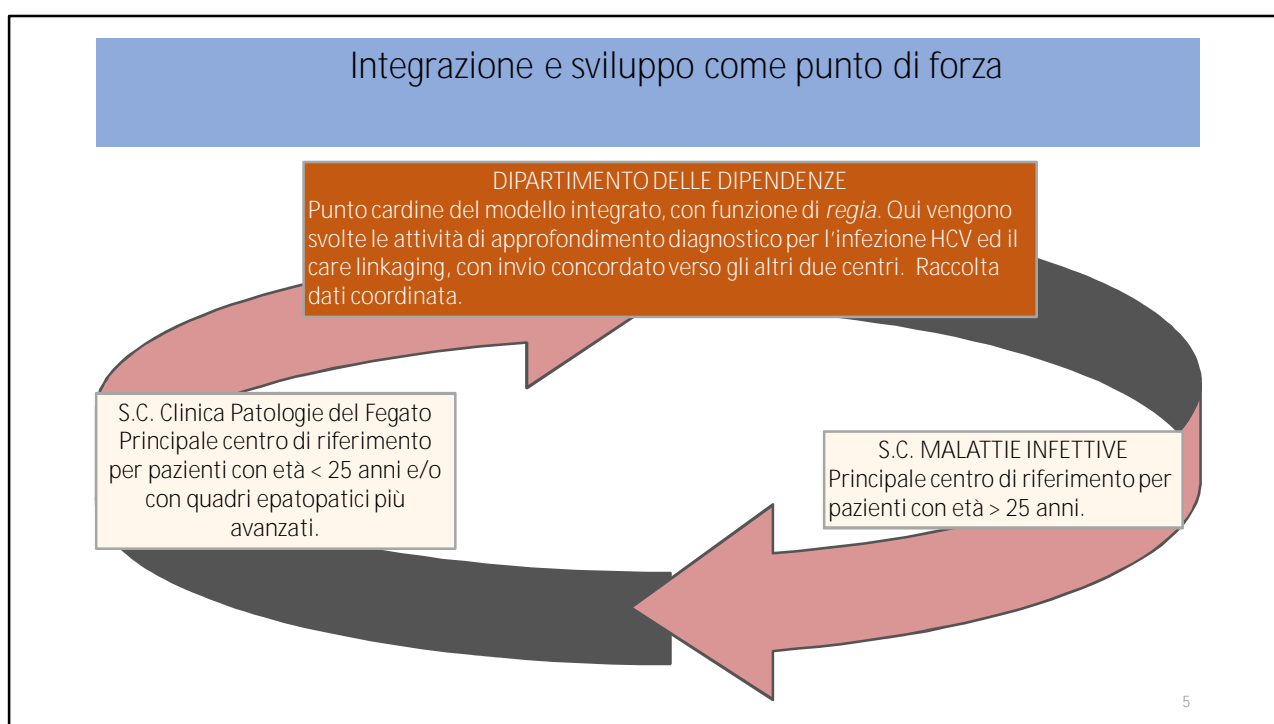 Integrazione e sviluppo come punto di forza
DIPARTIMENTO DELLE DIPENDENZE
Punto cardine del modello integrato, con funzione di regia. Qui vengono
svolte le attività di approfondimento diagnostico per l'infezione HCV ed il
care linkaging, con invio concordato verso gli altri due centri. Raccolta
dati coordinata.
S.C. Clinica Patologie del Fegato
Principale centro di riferimento
per pazienti con età < 25 anni e/o
con quadri epatopatici più
avanzati.
S.C. MALATTIE INFETTIVE
Principale centro di riferimento per
pazienti con età > 25 anni.
5